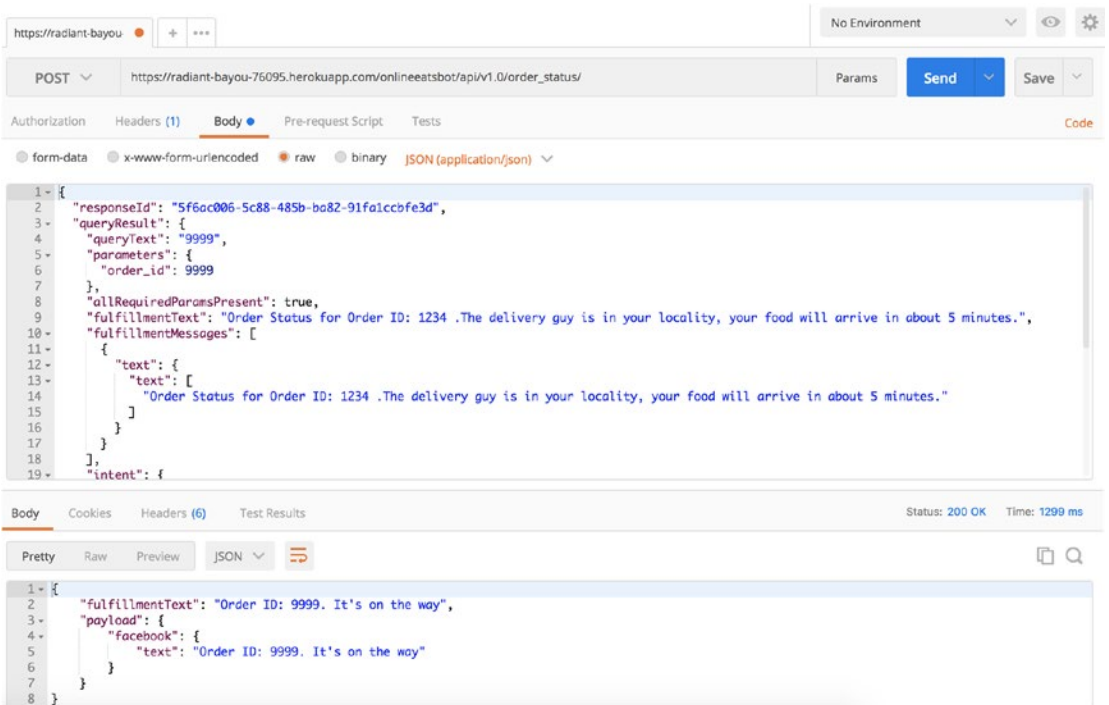 https://radiant-bayou- + ••• No Environment
POST https://radiant-bayou-76095.herokuapp.com/onlineeatsbot/api/v1.0/order_status/ Params Send Save
Authorization Headers (1) Body Pre-request Script Tests Code
form-data x-www-form-urlencoded raw binary JSON (application/json)
1 {
2 "responseId": "5f6ac006-5c88-485b-ba82-91fa1ccbfe3d",
3 "queryResult": {
4 "queryText": "9999",
5 "parameters": {
6 "order_id": 9999
7 },
8 "allRequiredParamsPresent": true,
9 "fulfillmentText": "Order Status for Order ID: 1234 .The delivery guy is in your locality, your food will arrive in about 5 minutes.",
10 "fulfillmentMessages": [
11 {
12 "text": {
13 "text": [
14 "Order Status for Order ID: 1234 .The delivery guy is in your locality, your food will arrive in about 5 minutes."
15 ]
16 }
17 }
18 ],
19 "intent": {
Body Cookies Headers (6) Test Results Status: 200 OK Time: 1299 ms
Pretty Raw Preview JSON
1 {
2 "fulfillmentText": "Order ID: 9999. It's on the way",
3 "payload": {
4 "facebook": {
5 "text": "Order ID: 9999. It's on the way"
6 }
7 }
8 }